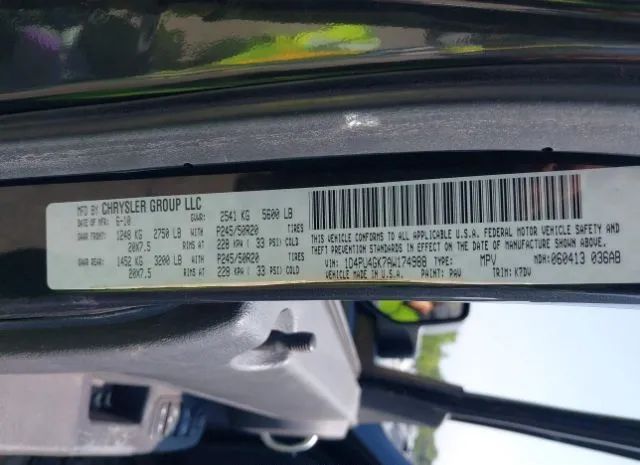 MFD BY CHRYSLER GROUP LLC
DATE OF MFR: 6-10 GVWR: 2541 KG 5600 LB
GAWR FRONT: 1248 KG 2750 LB WITH P245/50R20 TIRES
20X7.5 RIMS AT 228 KPA ( 33 PSI) COLD
GAWR REAR: 1452 KG 3200 LB WITH P245/50R20 TIRES
20X7.5 RIMS AT 228 KPA ( 33 PSI) COLD
THIS VEHICLE CONFORMS TO ALL APPLICABLE U.S.A. FEDERAL MOTOR VEHICLE SAFETY AND
THEFT PREVENTION STANDARDS IN EFFECT ON THE DATE OF MANUFACTURE SHOWN ABOVE.
VEHICLE MADE IN U.S.A.
VIN: 1D4PU4GK7AW174988 TYPE: MPV MDH: 060413 036AB
PAINT: PAW TRIM: K7DV